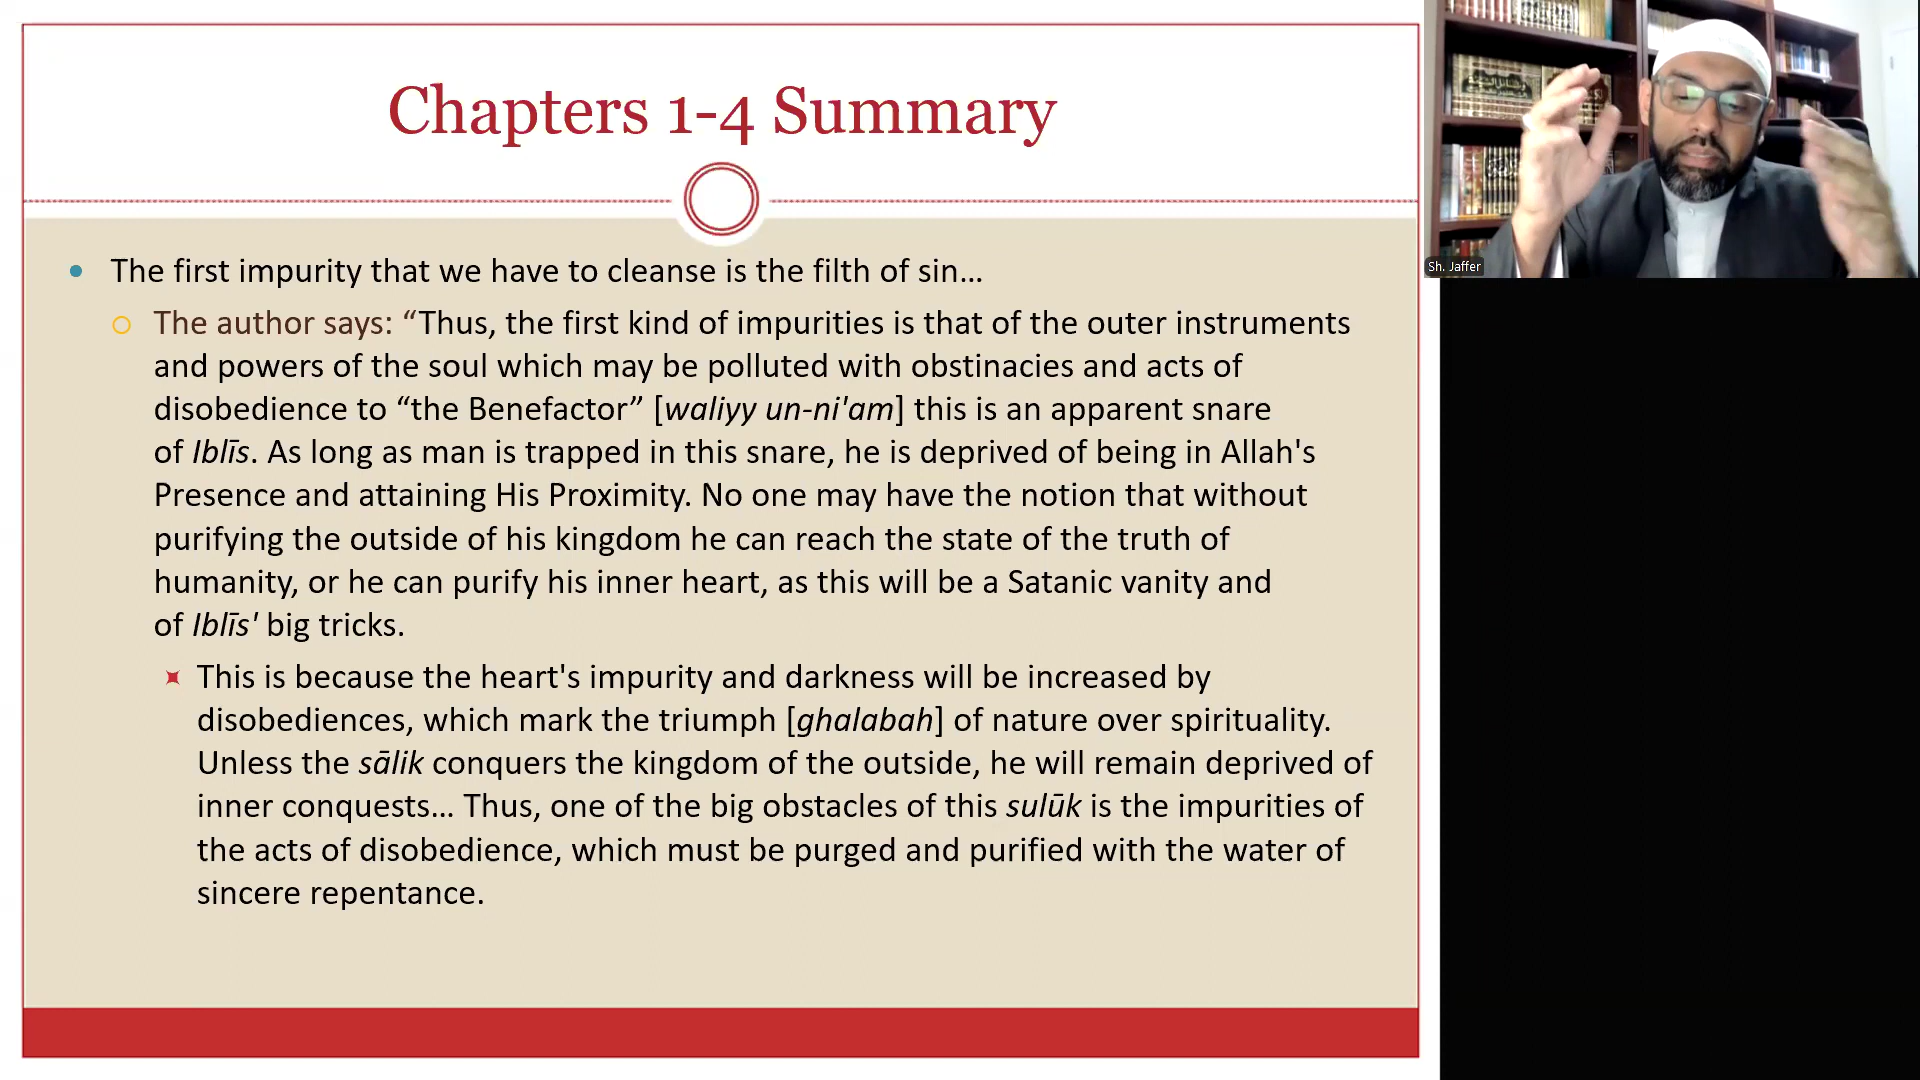 Chapters 1-4 Summary
The first impurity that we have to cleanse is the filth of sin…
The author says: “Thus, the first kind of impurities is that of the outer instruments
and powers of the soul which may be polluted with obstinacies and acts of
disobedience to “the Benefactor” [waliyy un-ni'am] this is an apparent snare
of Iblīs. As long as man is trapped in this snare, he is deprived of being in Allah's
Presence and attaining His Proximity. No one may have the notion that without
purifying the outside of his kingdom he can reach the state of the truth of
humanity, or he can purify his inner heart, as this will be a Satanic vanity and
of Iblīs' big tricks.
This is because the heart's impurity and darkness will be increased by
disobediences, which mark the triumph [ghalabah] of nature over spirituality.
Unless the sālik conquers the kingdom of the outside, he will remain deprived of
inner conquests… Thus, one of the big obstacles of this sulūk is the impurities of
the acts of disobedience, which must be purged and purified with the water of
sincere repentance.
Sh. Jaffer